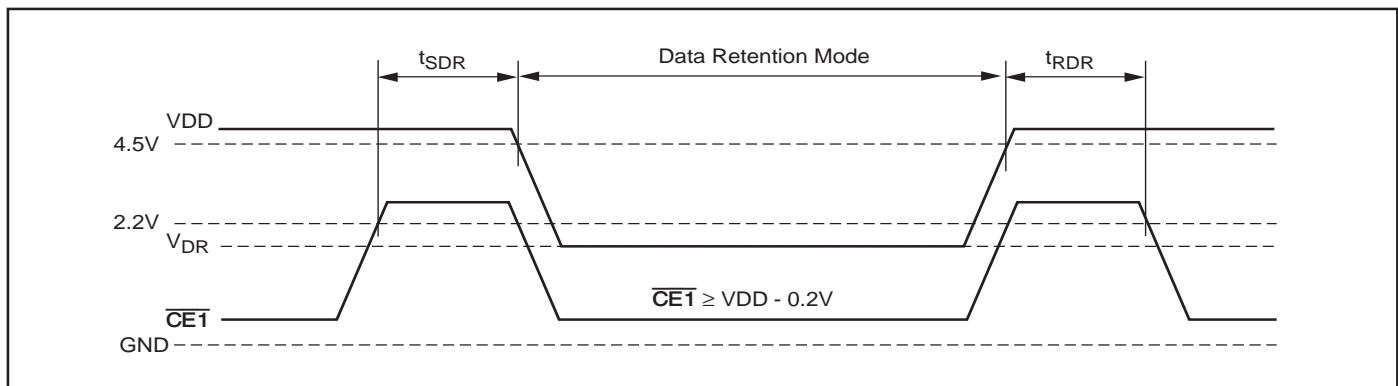 tSDR
Data Retention Mode
tRDR
VDD
4.5V
2.2V
VDR
CE1 ≥ VDD - 0.2V
CE1
GND